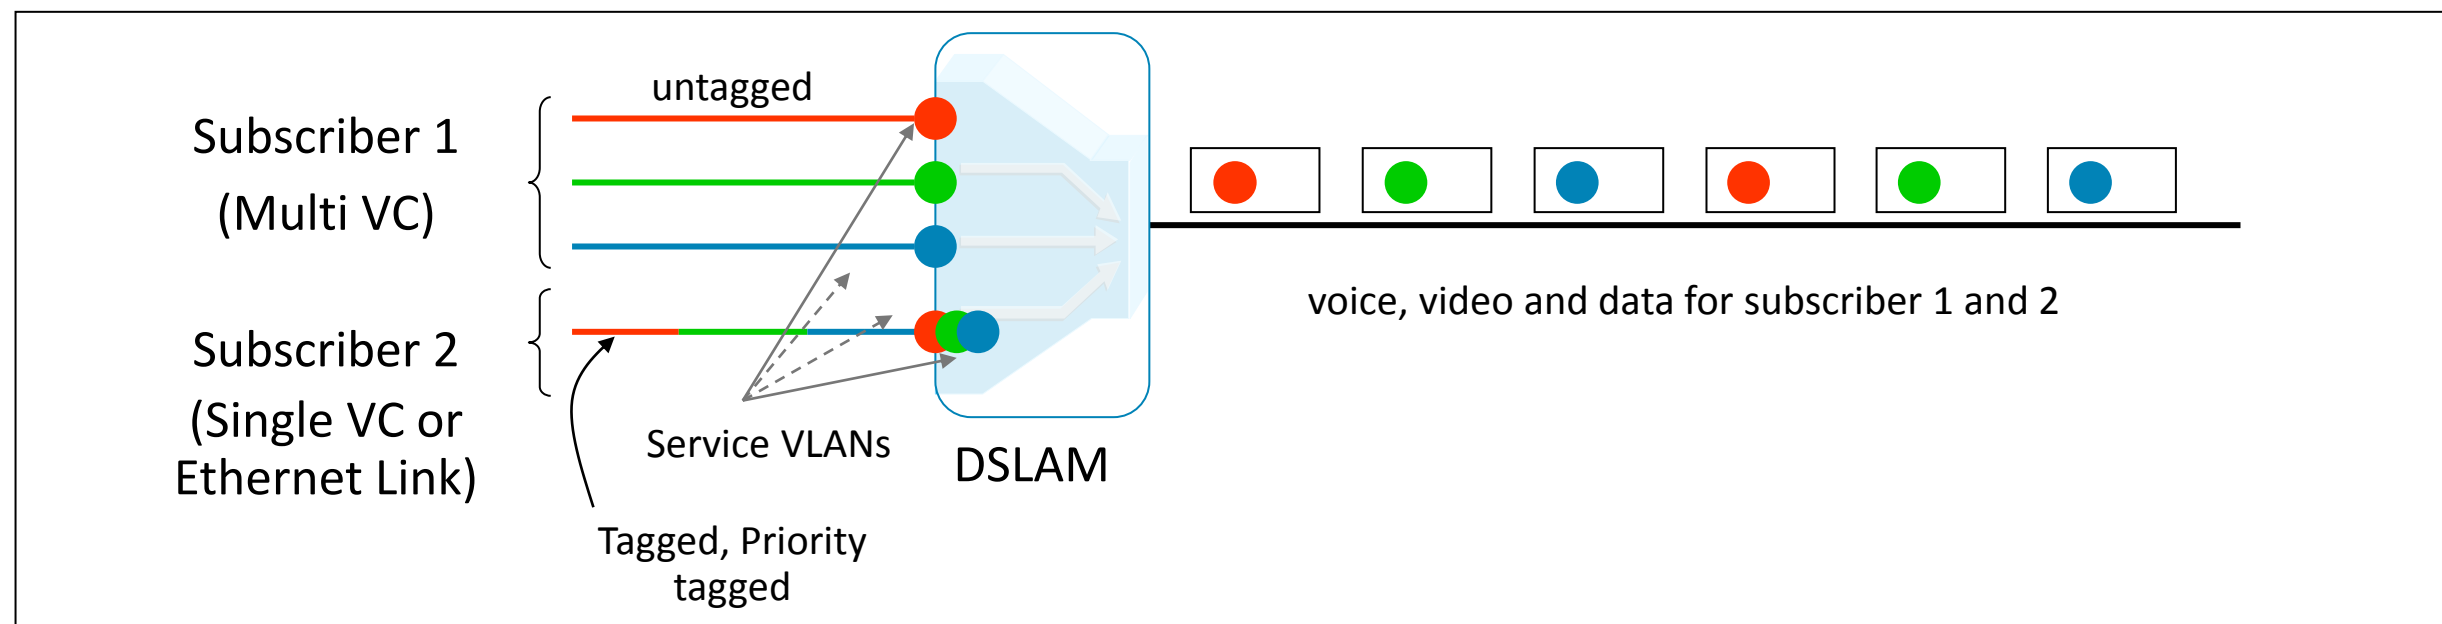 untagged
Subscriber 1
(Multi VC)
voice, video and data for subscriber 1 and 2
Subscriber 2
(Single VC or
Ethernet Link)
Service VLANs
DSLAM
Tagged, Priority
tagged